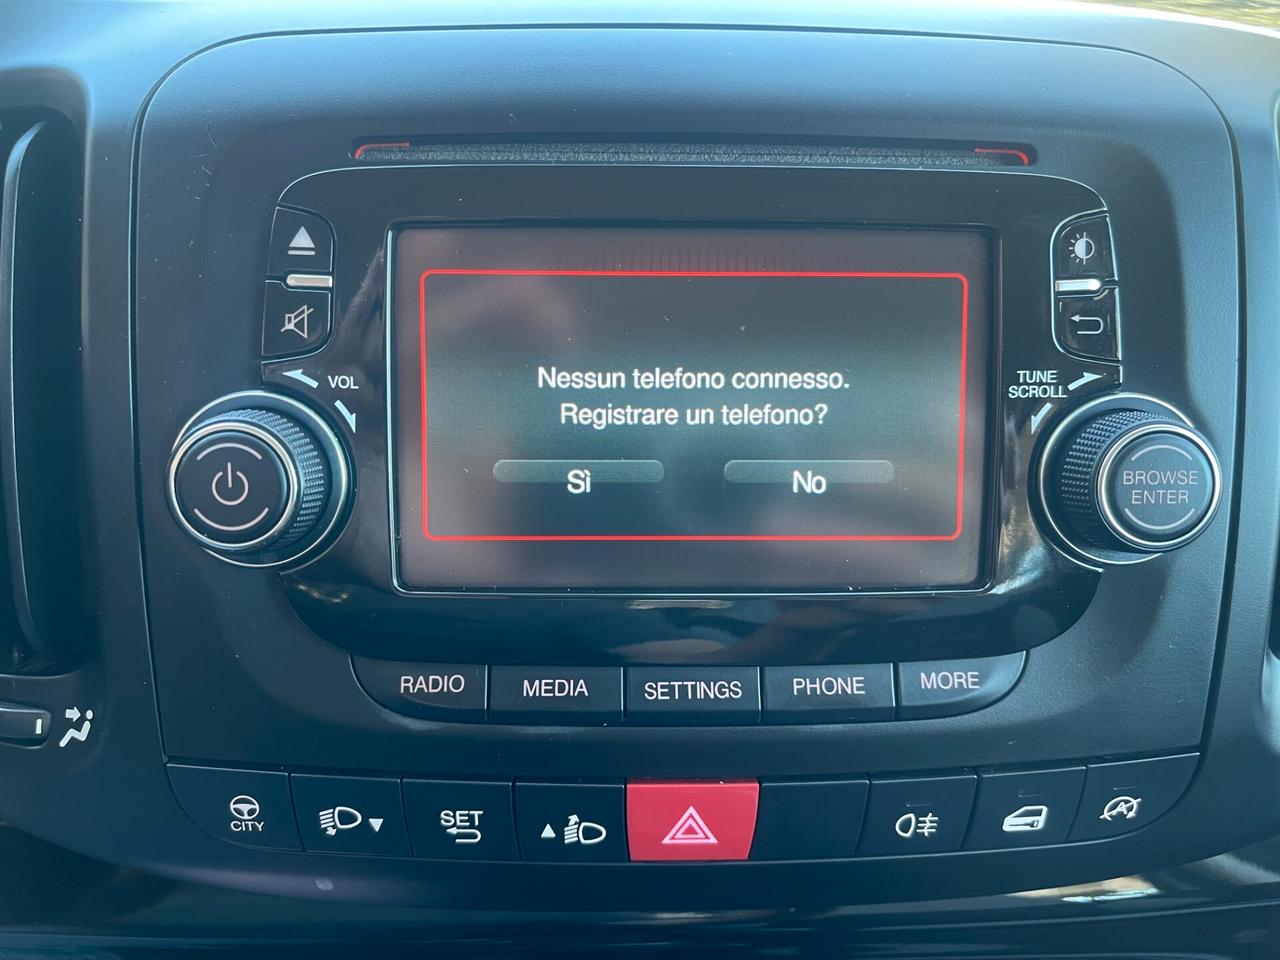 VOL
TUNE
SCROLL
Nessun telefono connesso.
Registrare un telefono?
Sì No
BROWSE
ENTER
RADIO MEDIA SETTINGS PHONE MORE
CITY
SET
A